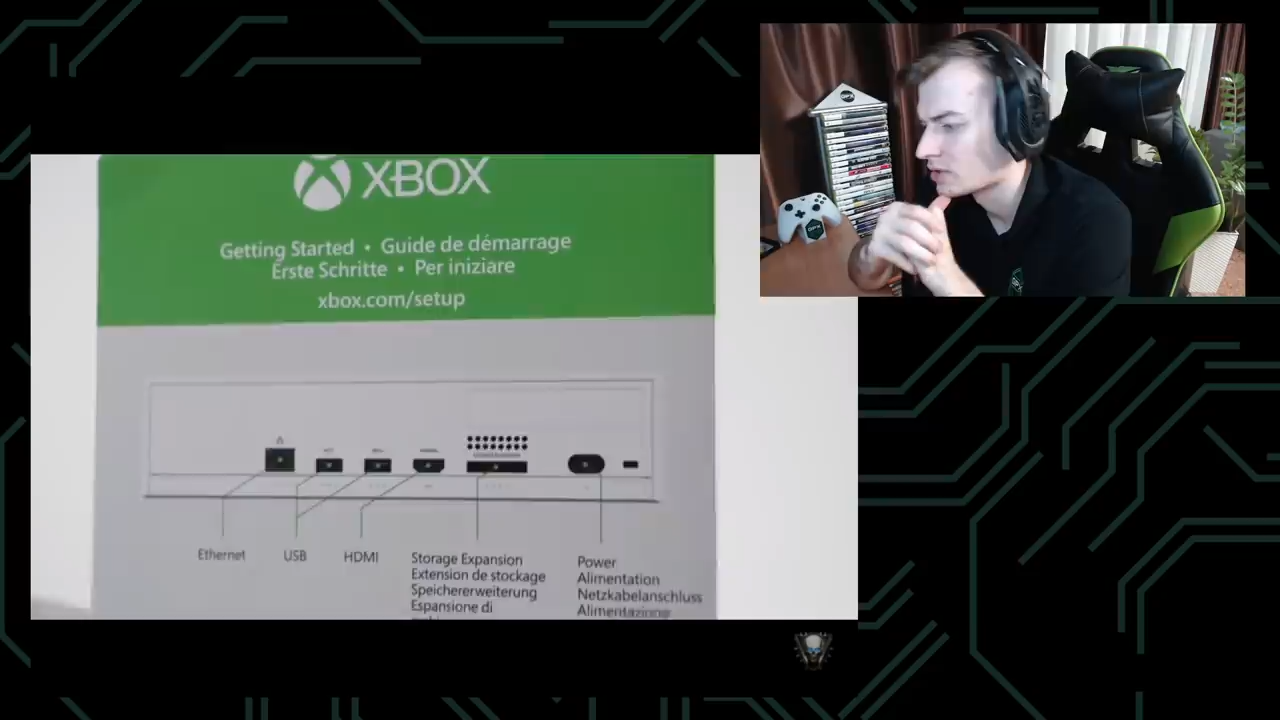 XBOX
Getting Started • Guide de démarrage
Erste Schritte • Per iniziare
xbox.com/setup
Ethernet
USB
HDMI
Storage Expansion
Extension de stockage
Speichererweiterung
Espansione di
Power
Alimentation
Netzkabelanschluss
Alimentazione